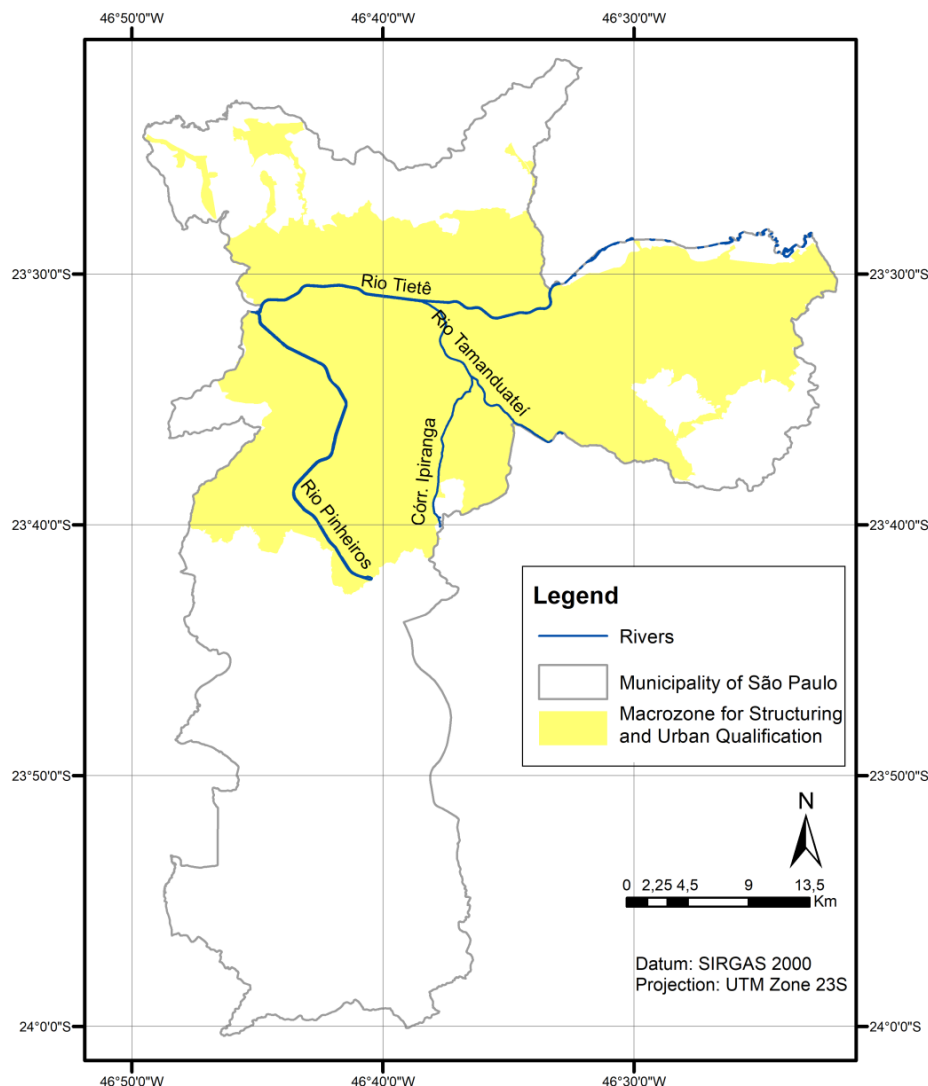 46°50'0"W 46°40'0"W 46°30'0"W
23°30'0"S 23°30'0"S
Rio Tietê
Rio Tamanduateí
Córr. Ipiranga
Rio Pinheiros
23°40'0"S 23°40'0"S
Legend
Rivers
Municipality of São Paulo
Macrozone for Structuring
and Urban Qualification
23°50'0"S 23°50'0"S
N
0 2,25 4,5 9 13,5
Km
Datum: SIRGAS 2000
Projection: UTM Zone 23S
24°0'0"S 24°0'0"S
46°50'0"W 46°40'0"W 46°30'0"W